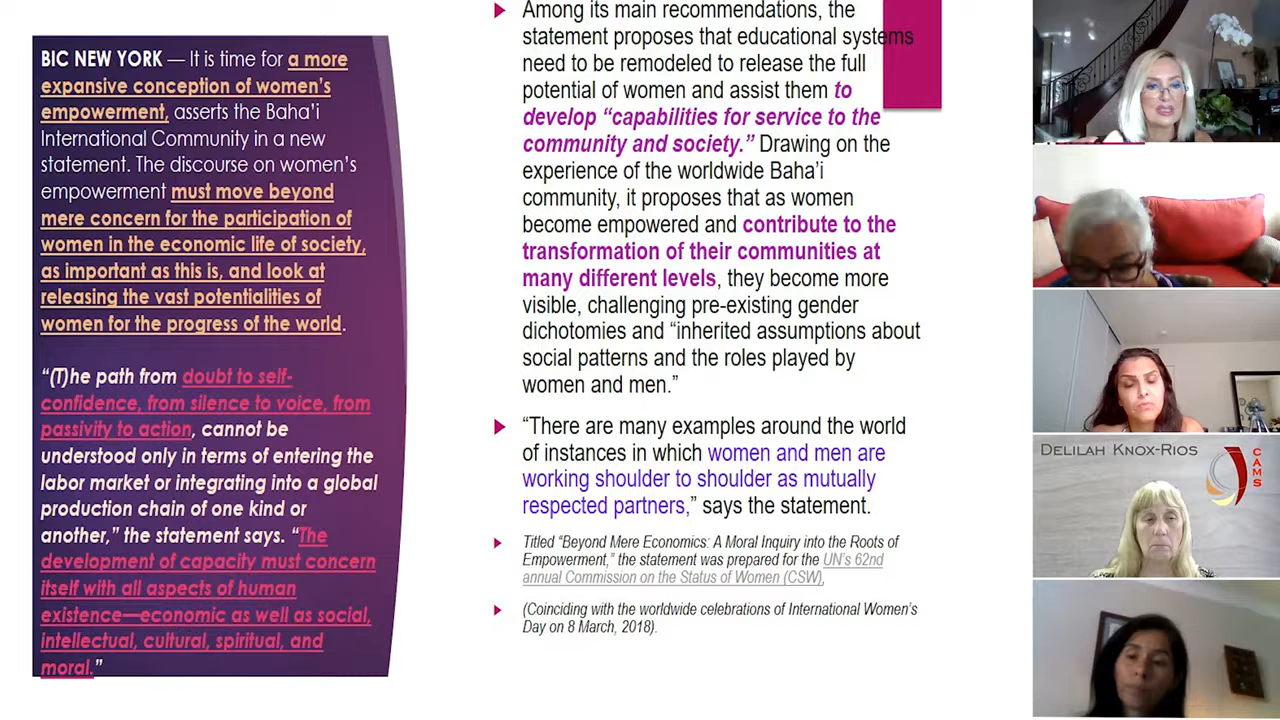 BIC NEW YORK — It is time for a more
expansive conception of women's
empowerment, asserts the Baha'i
International Community in a new
statement. The discourse on women's
empowerment must move beyond
mere concern for the participation of
women in the economic life of society,
as important as this is, and look at
releasing the vast potentialities of
women for the progress of the world.
“(T)he path from doubt to self-
confidence, from silence to voice, from
passivity to action, cannot be
understood only in terms of entering the
labor market or integrating into a global
production chain of one kind or
another,” the statement says. “The
development of capacity must concern
itself with all aspects of human
existence—economic as well as social,
intellectual, cultural, spiritual, and
moral.”
Among its main recommendations, the
statement proposes that educational systems
need to be remodeled to release the full
potential of women and assist them to
develop “capabilities for service to the
community and society.” Drawing on the
experience of the worldwide Baha'i
community, it proposes that as women
become empowered and contribute to the
transformation of their communities at
many different levels, they become more
visible, challenging pre-existing gender
dichotomies and “inherited assumptions about
social patterns and the roles played by
women and men.”
“There are many examples around the world
of instances in which women and men are
working shoulder to shoulder as mutually
respected partners,” says the statement.
Titled “Beyond Mere Economics: A Moral Inquiry into the Roots of
Empowerment,” the statement was prepared for the UN's 62nd
annual Commission on the Status of Women (CSW),
(Coinciding with the worldwide celebrations of International Women's
Day on 8 March, 2018).
DELILAH KNOX-RIOS
CAMS